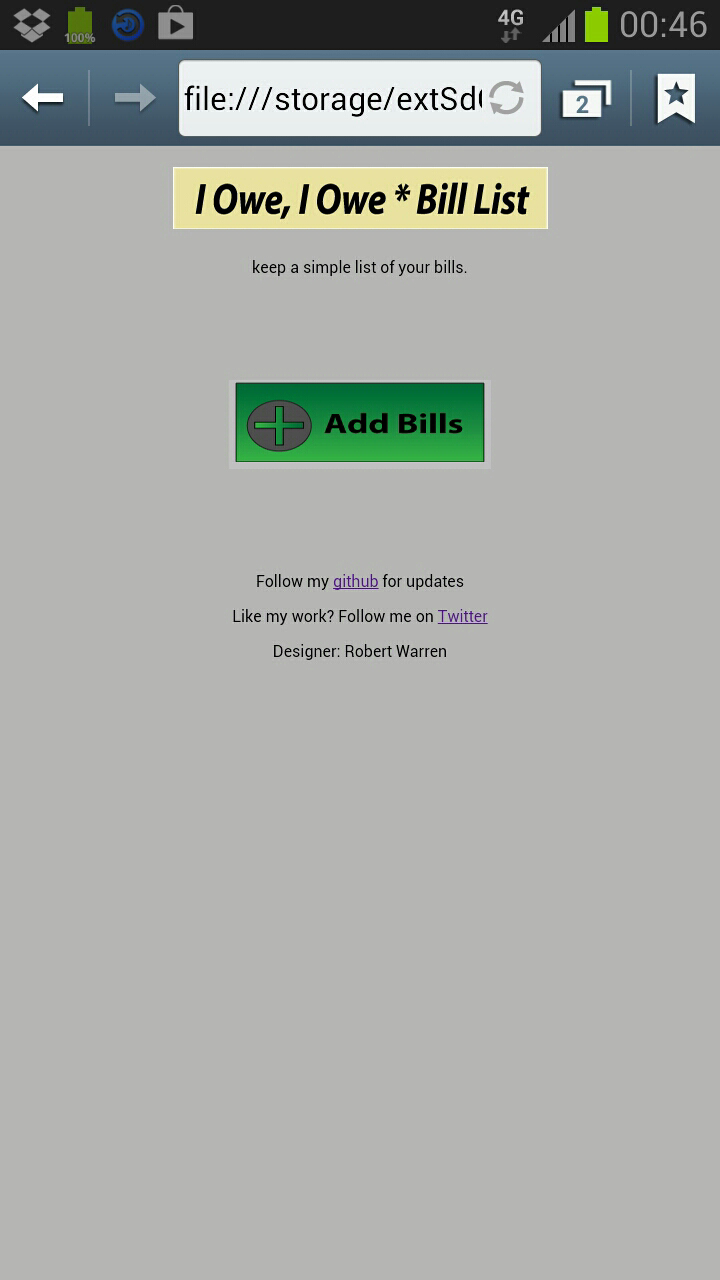 100%
4G
00:46
file:///storage/extSd
2
I Owe, I Owe * Bill List
keep a simple list of your bills.
Add Bills
Follow my github for updates
Like my work? Follow me on Twitter
Designer: Robert Warren